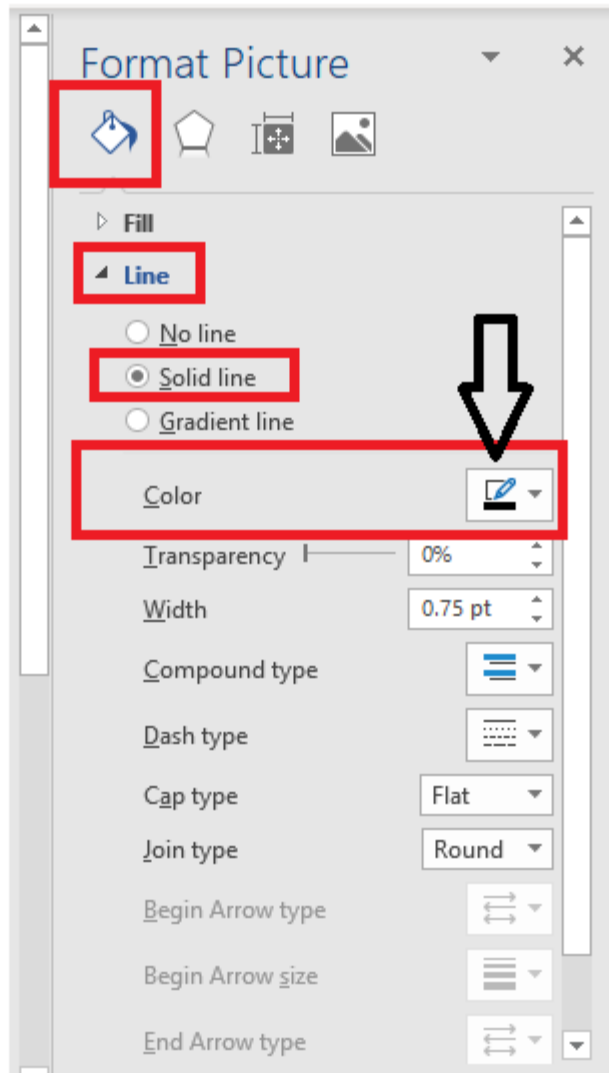 Format Picture
Fill
Line
No line
Solid line
Gradient line
Color
Transparency 0%
Width 0.75 pt
Compound type
Dash type
Cap type Flat
Join type Round
Begin Arrow type
Begin Arrow size
End Arrow type